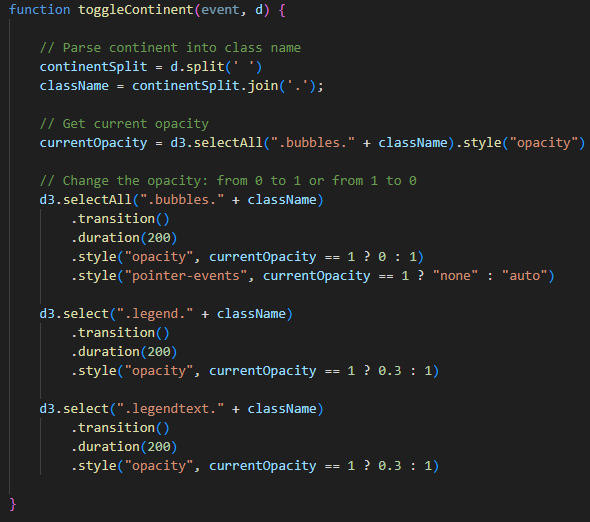 function toggleContinent(event, d) {
// Parse continent into class name
continentSplit = d.split(' ')
className = continentSplit.join('.');
// Get current opacity
currentOpacity = d3.selectAll(".bubbles." + className).style("opacity")
// Change the opacity: from 0 to 1 or from 1 to 0
d3.selectAll(".bubbles." + className)
.transition()
.duration(200)
.style("opacity", currentOpacity == 1 ? 0 : 1)
.style("pointer-events", currentOpacity == 1 ? "none" : "auto")
d3.select(".legend." + className)
.transition()
.duration(200)
.style("opacity", currentOpacity == 1 ? 0.3 : 1)
d3.select(".legendtext." + className)
.transition()
.duration(200)
.style("opacity", currentOpacity == 1 ? 0.3 : 1)
}